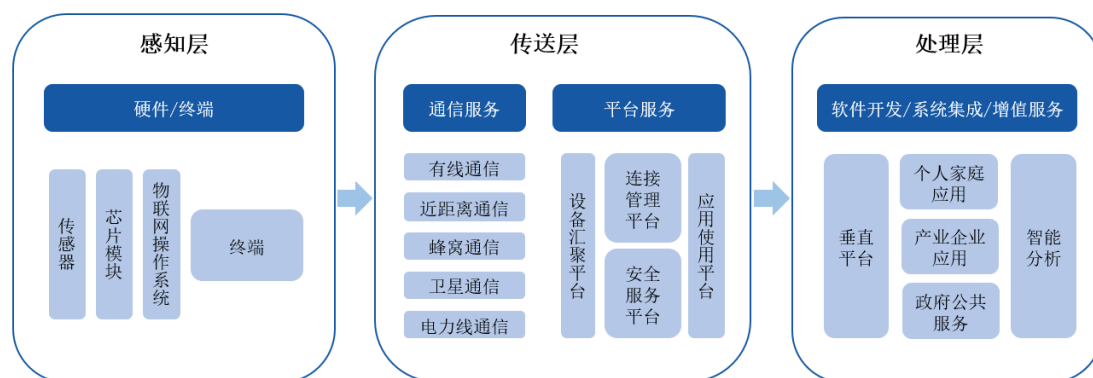 感知层
硬件/终端
传感器
芯片模块
物联网操作系统
终端
传送层
通信服务
有线通信
近距离通信
蜂窝通信
卫星通信
电力线通信
平台服务
设备汇聚平台
连接
管理
平台
安全
服务
平台
应用使用平台
处理层
软件开发/系统集成/增值服务
垂直
平台
个人家庭
应用
产业企业
应用
政府公共
服务
智能
分析